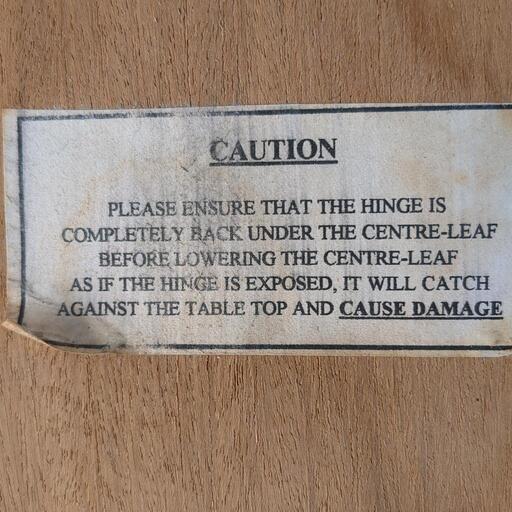 CAUTION
PLEASE ENSURE THAT THE HINGE IS
COMPLETELY BACK UNDER THE CENTRE-LEAF
BEFORE LOWERING THE CENTRE-LEAF
AS IF THE HINGE IS EXPOSED, IT WILL CATCH
AGAINST THE TABLE TOP AND CAUSE DAMAGE